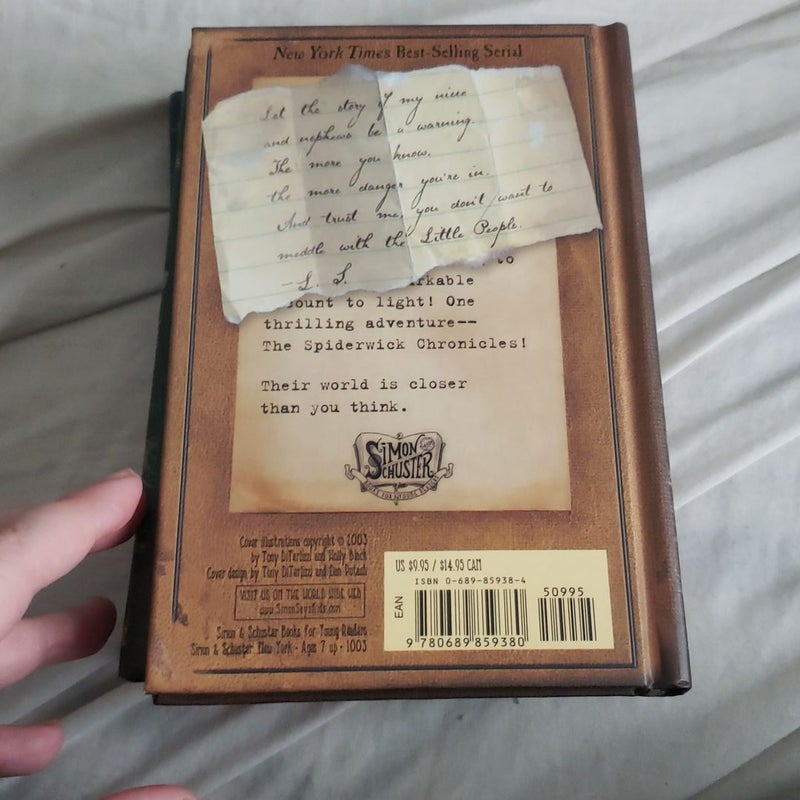 New York Times Best-Selling Serial
Let the story of my niece
and nephews be a warning.
The more you know,
the more danger you're in.
And trust me, you don't want to
meddle with the Little People.
—L. S.
to
rkable
ount to light! One
thrilling adventure--
The Spiderwick Chronicles!
Their world is closer
than you think.
SIMON
SCHUSTER
Cover illustrations copyright © 2003
by Tony DiTerlizzi and Holly Black
Cover design by Tony DiTerlizzi and Dan Potash
VISIT US ON THE WORLD WIDE WEB
www.SimonSaysKids.com
Simon & Schuster Books for Young Readers
Simon & Schuster New York • Ages 7 up • 1003
US $9.95 / $14.95 CAN
ISBN 0-689-85938-4
50995
EAN
9 780689 859380